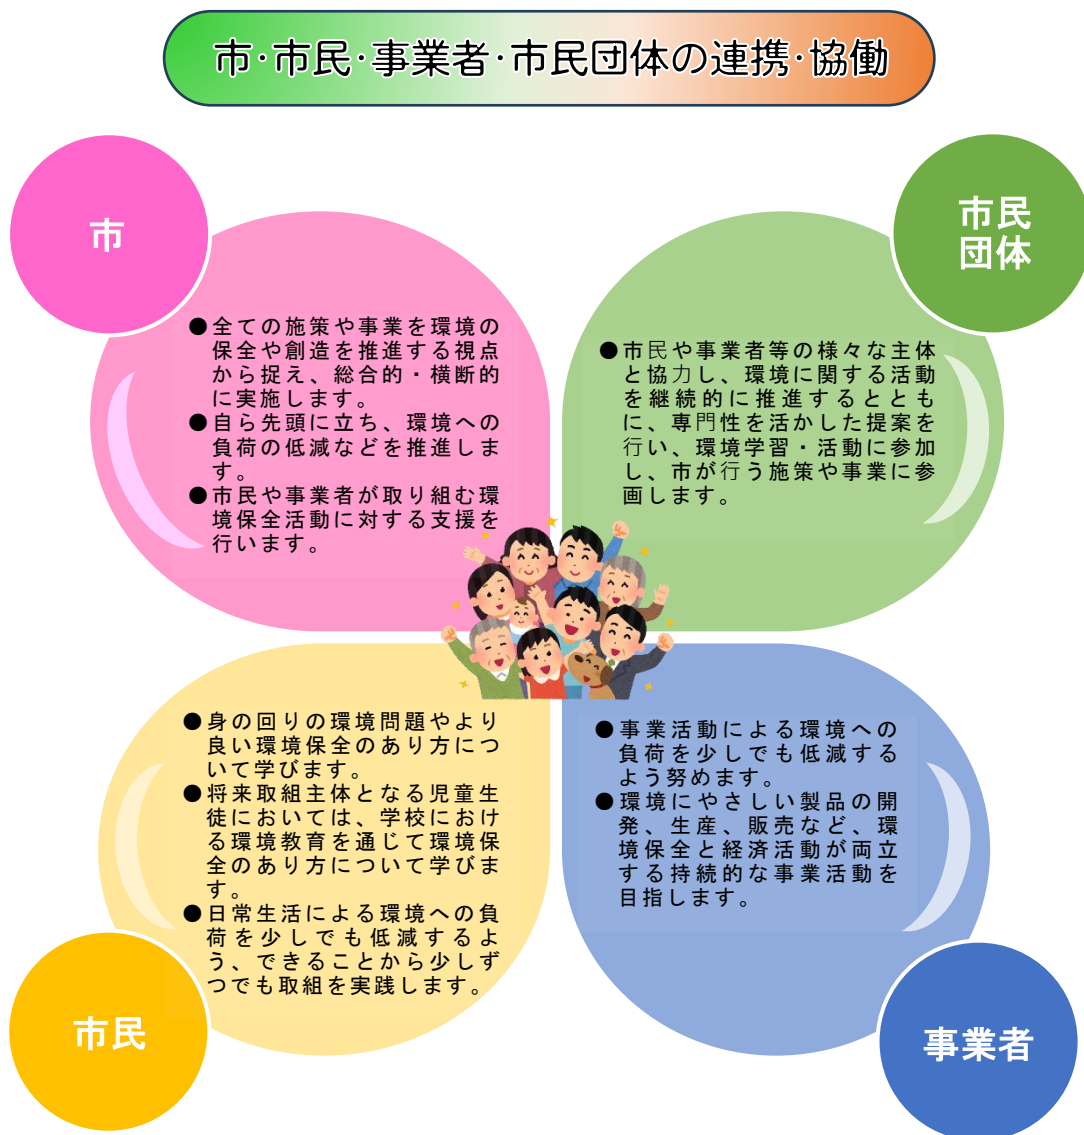 市・市民・事業者・市民団体の連携・協働
市
●全ての施策や事業を環境の
保全や創造を推進する視点
から捉え、総合的・横断的
に実施します。
●自ら先頭に立ち、環境への
負荷の低減などを推進しま
す。
●市民や事業者が取り組む環
境保全活動に対する支援を
行います。
市民
団体
●市民や事業者等の様々な主体
と協力し、環境に関する活動
を継続的に推進するととも
に、専門性を活かした提案を
行い、環境学習・活動に参加
し、市が行う施策や事業に参
画します。
●身の回りの環境問題やより
良い環境保全のあり方につ
いて学びます。
●将来取組主体となる児童生
徒においては、学校におけ
る環境教育を通じて環境保
全のあり方について学びま
す。
●日常生活による環境への負
荷を少しでも低減するよ
う、できることから少しず
つでも取組を実践します。
市民
●事業活動による環境への
負荷を少しでも低減する
よう努めます。
●環境にやさしい製品の開
発、生産、販売など、環
境保全と経済活動が両立
する持続的な事業活動を
目指します。
事業者